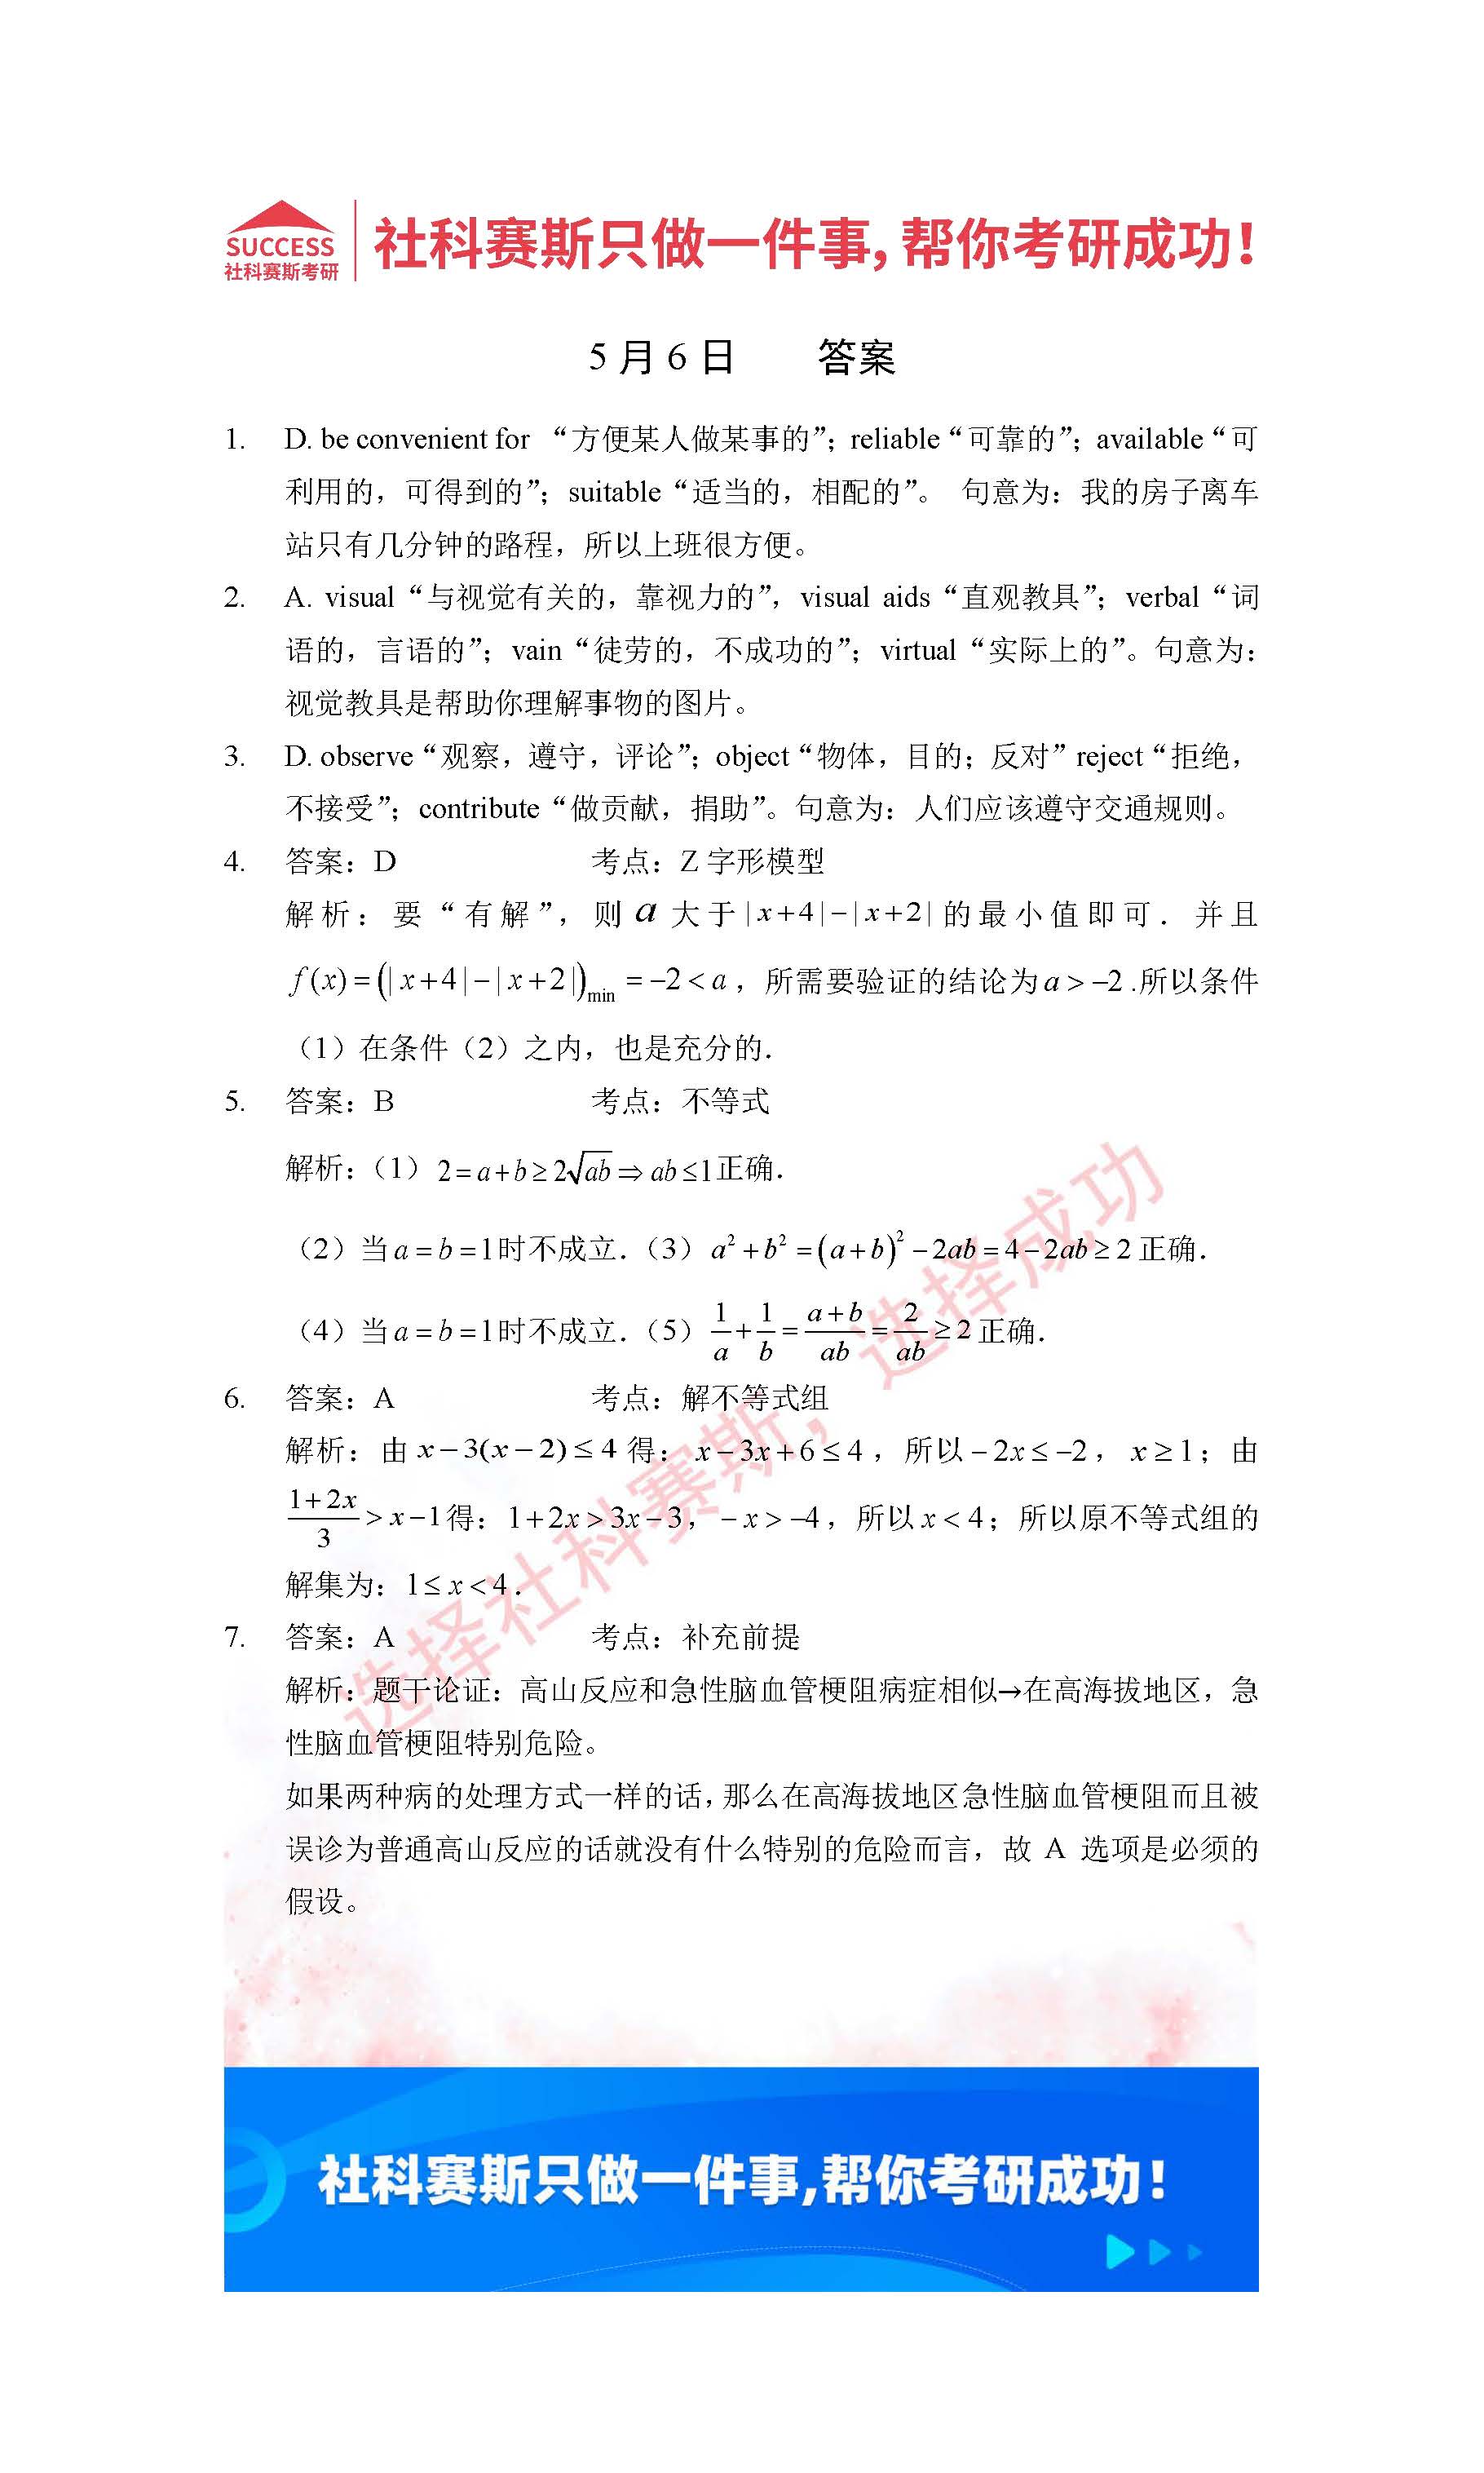 SUCCESS
社科赛斯考研
社科赛斯只做一件事,帮你考研成功!
5 月 6 日 答案
1. D. be convenient for “方便某人做某事的”; reliable “可靠的”; available “可
利用的，可得到的”; suitable “适当的，相配的”。 句意为：我的房子离车
站只有几分钟的路程，所以上班很方便。
2. A. visual “与视觉有关的，靠视力的”, visual aids “直观教具”; verbal “词
语的，言语的”; vain “徒劳的，不成功的”; virtual “实际上的”。句意为：
视觉教具是帮助你理解事物的图片。
3. D. observe “观察，遵守，评论”; object “物体，目的；反对” reject “拒绝，
不接受”; contribute “做贡献，捐助”。句意为：人们应该遵守交通规则。
4. 答案：D 考点：Z 字形模型
解析：要“有解”，则 a 大于 |x+4|−|x+2| 的最小值即可．并且
f(x)=(|x+4|−|x+2|)min =−2<a，所需要验证的结论为 a>−2 .所以条件
（1）在条件（2）之内，也是充分的．
5. 答案：B 考点：不等式
解析：（1）2=a+b≥2√ab⇒ab≤1正确．
（2）当a=b=1时不成立．（3）a²+b²=(a+b)²−2ab=4−2ab≥2正确．
（4）当a=b=1时不成立．（5）1/a+1/b=(a+b)/ab=2/ab≥2正确．
6. 答案：A 考点：解不等式组
解析：由 x−3(x−2)≤4 得：x−3x+6≤4，所以−2x≤−2，x≥1；由
(1+2x)/3>x−1得：1+2x>3x−3，−x>−4，所以x<4；所以原不等式组的
解集为：1≤x<4．
7. 答案：A 考点：补充前提
解析：题干论证：高山反应和急性脑血管梗阻病症相似→在高海拔地区，急
性脑血管梗阻特别危险。
如果两种病的处理方式一样的话，那么在高海拔地区急性脑血管梗阻而且被
误诊为普通高山反应的话就没有什么特别的危险而言，故 A 选项是必须的
假设。
选择社科赛斯，选择成功
社科赛斯只做一件事,帮你考研成功!